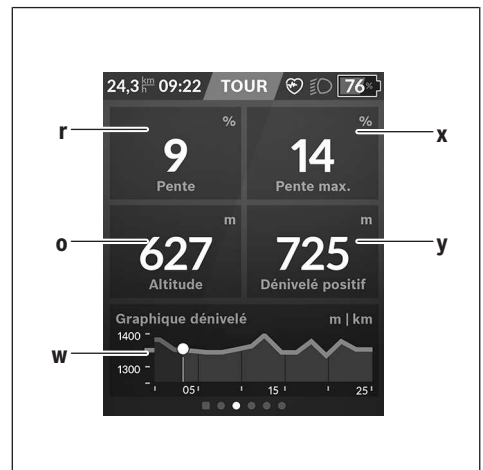 24,3 km/h 09:22 TOUR 76%
r % % x
9 14
Pente Pente max.
o m m y
627 725
Altitude Dénivelé positif
Graphique dénivelé m | km
1400
w
1300
05' 15' 25'